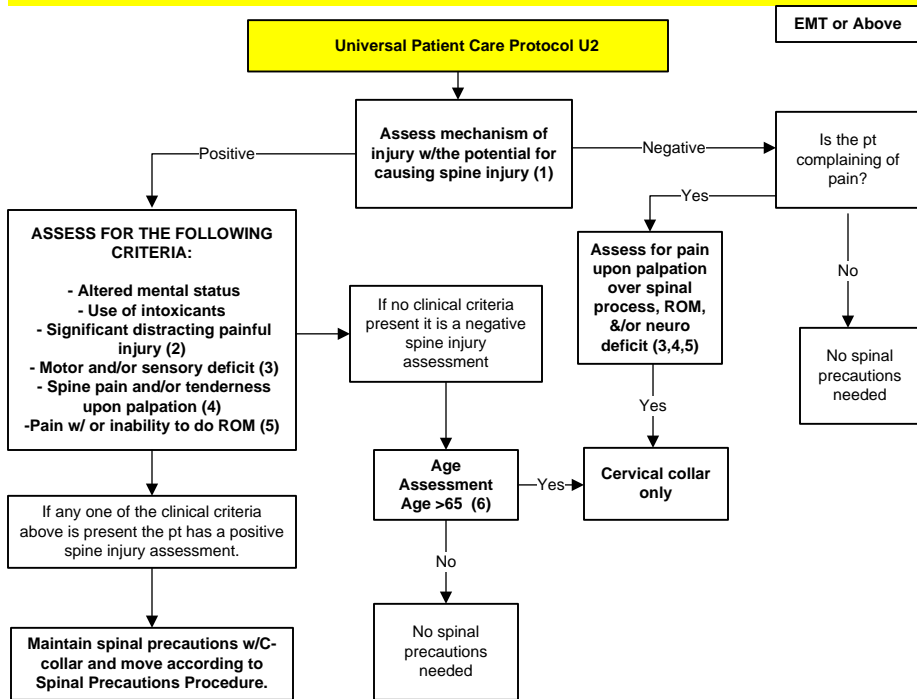 EMT or Above
Universal Patient Care Protocol U2
Assess mechanism of
injury w/the potential for
causing spine injury (1)
Positive
Negative
Is the pt
complaining of
pain?
Yes
No
ASSESS FOR THE FOLLOWING
CRITERIA:
- Altered mental status
- Use of intoxicants
- Significant distracting painful
injury (2)
- Motor and/or sensory deficit (3)
- Spine pain and/or tenderness
upon palpation (4)
-Pain w/ or inability to do ROM (5)
If no clinical criteria
present it is a negative
spine injury
assessment
Assess for pain
upon palpation
over spinal
process, ROM,
&/or neuro
deficit (3,4,5)
No spinal
precautions
needed
Yes
Age
Assessment
Age >65 (6)
Yes
Cervical collar
only
If any one of the clinical criteria
above is present the pt has a positive
spine injury assessment.
No
Maintain spinal precautions w/C-
collar and move according to
Spinal Precautions Procedure.
No spinal
precautions
needed